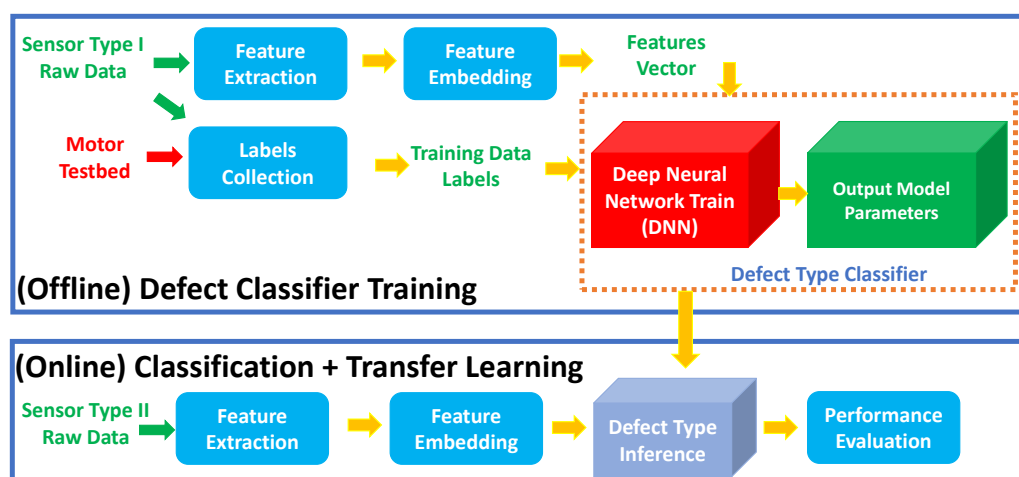 Sensor Type I
Raw Data
Feature
Extraction
Feature
Embedding
Features
Vector
Motor
Testbed
Labels
Collection
Training Data
Labels
Deep Neural
Network Train
(DNN)
Output Model
Parameters
Defect Type Classifier
(Offline) Defect Classifier Training
(Online) Classification + Transfer Learning
Sensor Type II
Raw Data
Feature
Extraction
Feature
Embedding
Defect Type
Inference
Performance
Evaluation